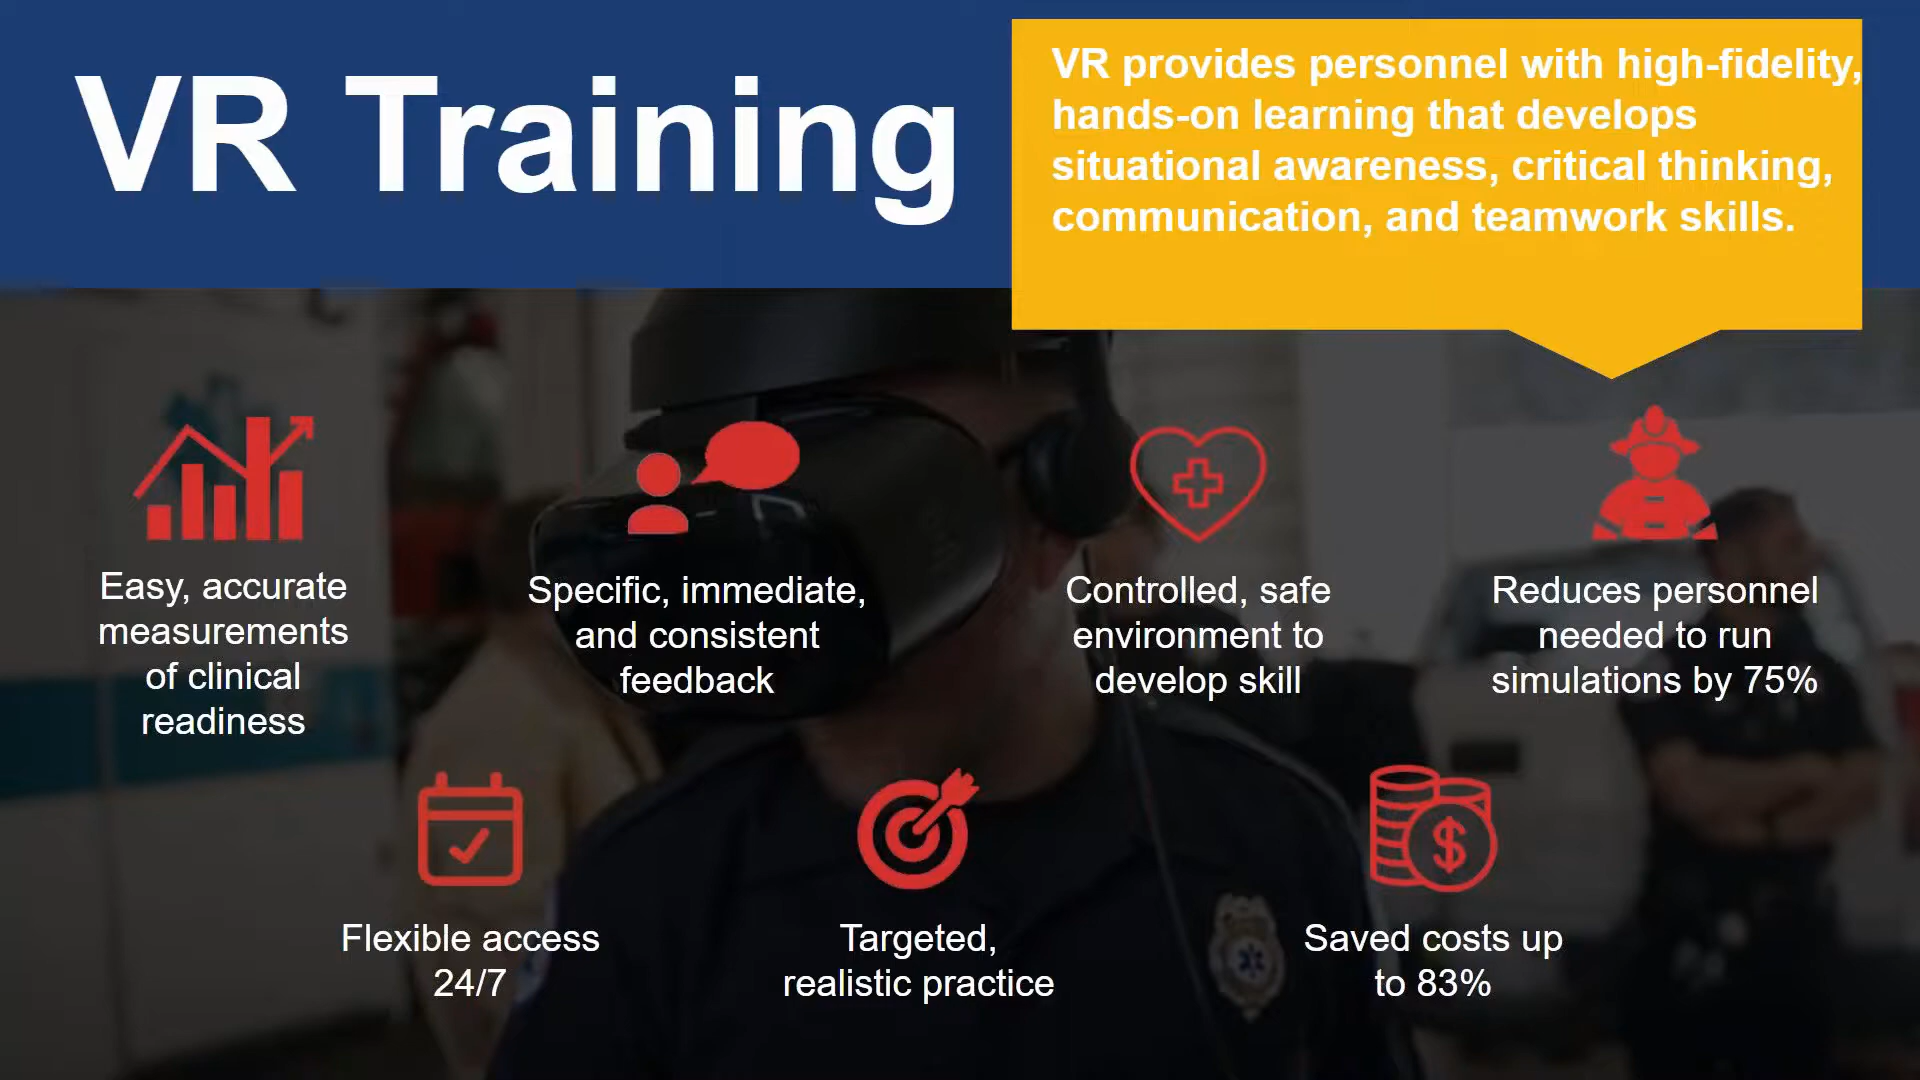 VR Training
VR provides personnel with high-fidelity,
hands-on learning that develops
situational awareness, critical thinking,
communication, and teamwork skills.
Easy, accurate
measurements
of clinical
readiness
Specific, immediate,
and consistent
feedback
Controlled, safe
environment to
develop skill
Reduces personnel
needed to run
simulations by 75%
Flexible access
24/7
Targeted,
realistic practice
Saved costs up
to 83%